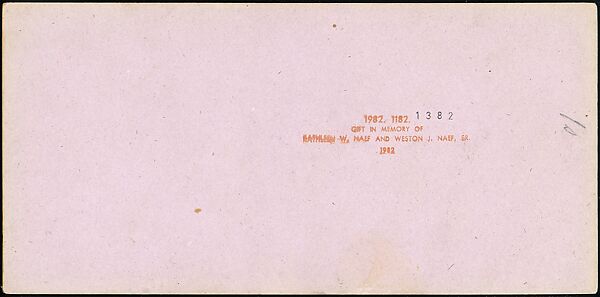 1982. 1182. 1382
GIFT IN MEMORY OF
KATHLEEN W. NAEF AND WESTON J. NAEF, SR.
1982